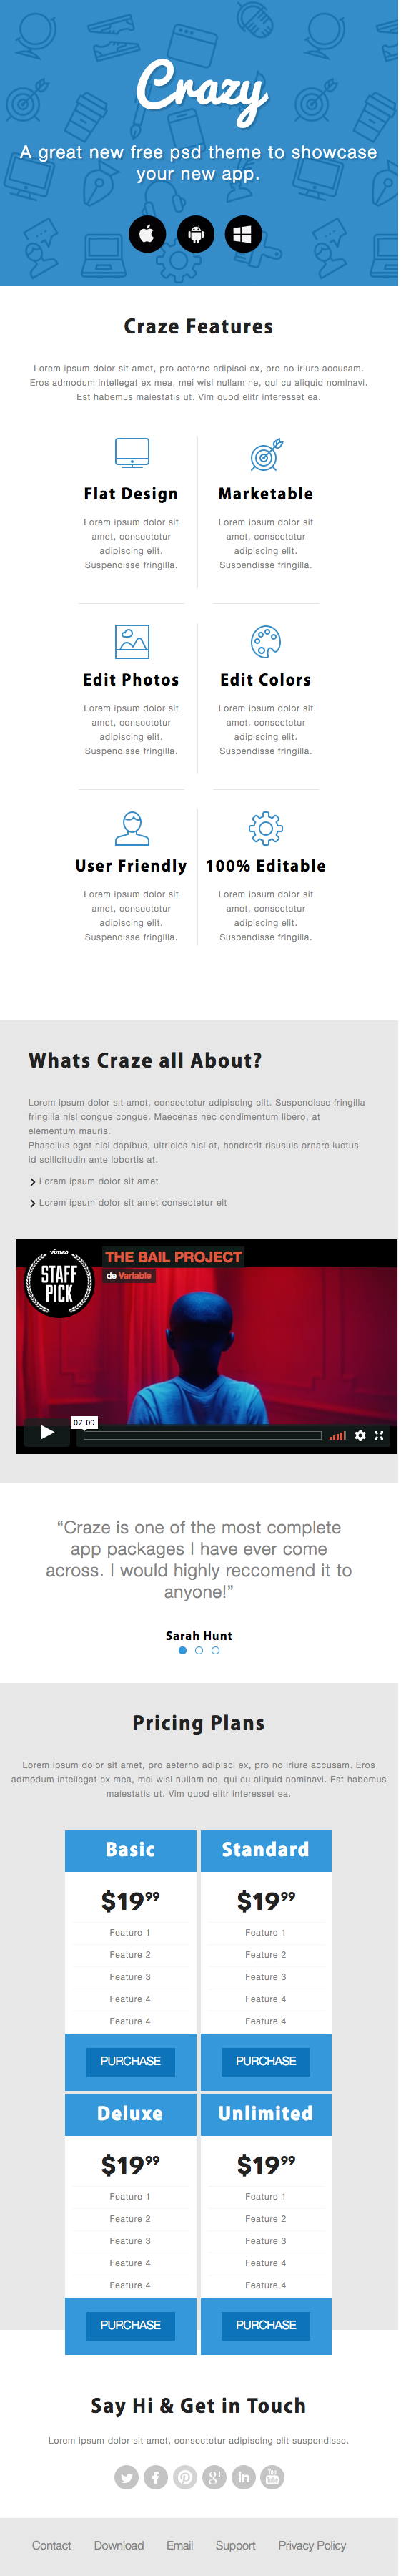 Crazy
A great new free psd theme to showcase
your new app.
Craze Features
Lorem ipsum dolor sit amet, pro aeterno adipisci ex, pro no iriure accusam.
Eros admodum intellegat ex mea, mei wisi nullam ne, qui cu aliquid nominavi.
Est habemus maiestatis ut. Vim quod elitr interesset ea.
Flat Design
Lorem ipsum dolor sit
amet, consectetur
adipiscing elit.
Suspendisse fringilla.
Marketable
Lorem ipsum dolor sit
amet, consectetur
adipiscing elit.
Suspendisse fringilla.
Edit Photos
Lorem ipsum dolor sit
amet, consectetur
adipiscing elit.
Suspendisse fringilla.
Edit Colors
Lorem ipsum dolor sit
amet, consectetur
adipiscing elit.
Suspendisse fringilla.
User Friendly
Lorem ipsum dolor sit
amet, consectetur
adipiscing elit.
Suspendisse fringilla.
100% Editable
Lorem ipsum dolor sit
amet, consectetur
adipiscing elit.
Suspendisse fringilla.
Whats Craze all About?
Lorem ipsum dolor sit amet, consectetur adipiscing elit. Suspendisse fringilla
fringilla nisl congue congue. Maecenas nec condimentum libero, at
elementum mauris.
Phasellus eget nisi dapibus, ultricies nisl at, hendrerit risusuis ornare luctus
id sollicitudin ante lobortis at.
Lorem ipsum dolor sit amet
Lorem ipsum dolor sit amet consectetur elt
vimeo
STAFF
PICK
THE BAIL PROJECT
de Variable
07:09
“Craze is one of the most complete
app packages I have ever come
across. I would highly reccomend it to
anyone!”
Sarah Hunt
Pricing Plans
Lorem ipsum dolor sit amet, pro aeterno adipisci ex, pro no iriure accusam. Eros
admodum intellegat ex mea, mei wisi nullam ne, qui cu aliquid nominavi. Est habemus
maiestatis ut. Vim quod elitr interesset ea.
Basic
$19⁹⁹
Feature 1
Feature 2
Feature 3
Feature 4
Feature 4
PURCHASE
Standard
$19⁹⁹
Feature 1
Feature 2
Feature 3
Feature 4
Feature 4
PURCHASE
Deluxe
$19⁹⁹
Feature 1
Feature 2
Feature 3
Feature 4
Feature 4
PURCHASE
Unlimited
$19⁹⁹
Feature 1
Feature 2
Feature 3
Feature 4
Feature 4
PURCHASE
Say Hi & Get in Touch
Lorem ipsum dolor sit amet, consectetur adipiscing elit suspendisse.
Contact Download Email Support Privacy Policy